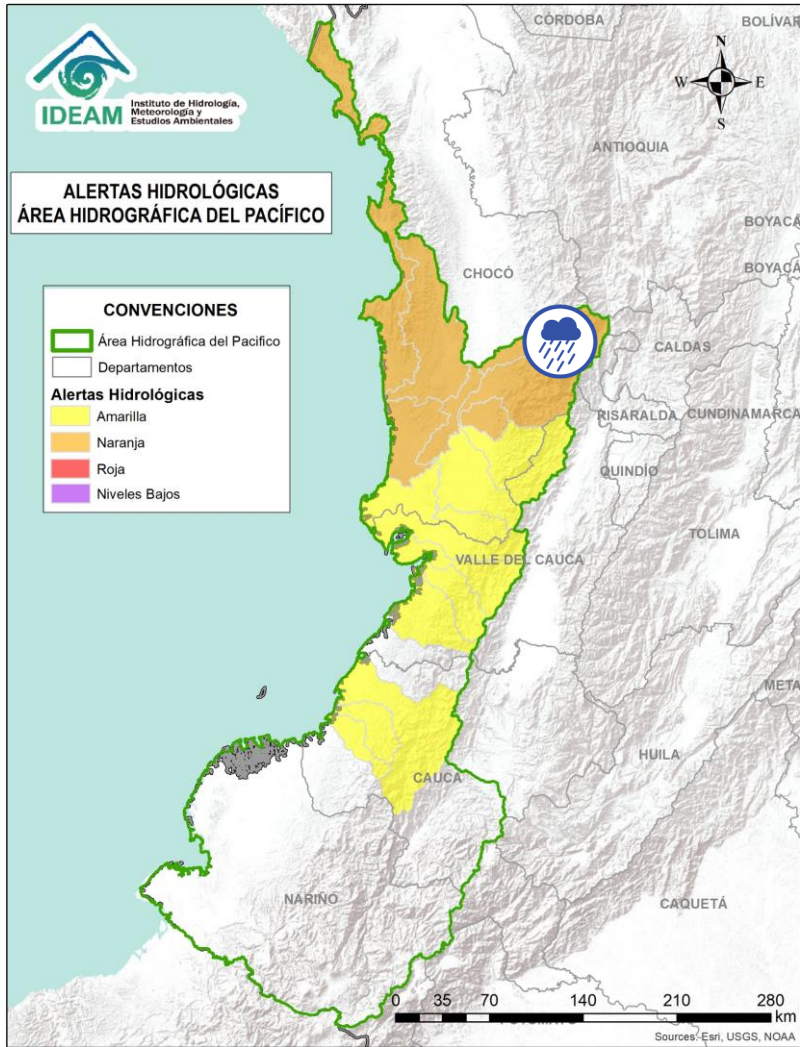 IDEAM
Instituto de Hidrología,
Meteorología y
Estudios Ambientales
ALERTAS HIDROLÓGICAS
ÁREA HIDROGRÁFICA DEL PACÍFICO
CONVENCIONES
Área Hidrográfica del Pacifico
Departamentos
Alertas Hidrológicas
Amarilla
Naranja
Roja
Niveles Bajos
CÓRDOBA
BOLÍVAR
N
W
E
S
ANTIOQUIA
BOYACÁ
CHOCÓ
BOYACÁ
CALDAS
RISARALDA
CUNDINAMARCA
QUINDÍO
TOLIMA
VALLE DEL CAUCA
META
HUILA
CAUCA
NARIÑO
CAQUETÁ
0 35 70 140 210 280
km
Sources: Esri, USGS, NOAA